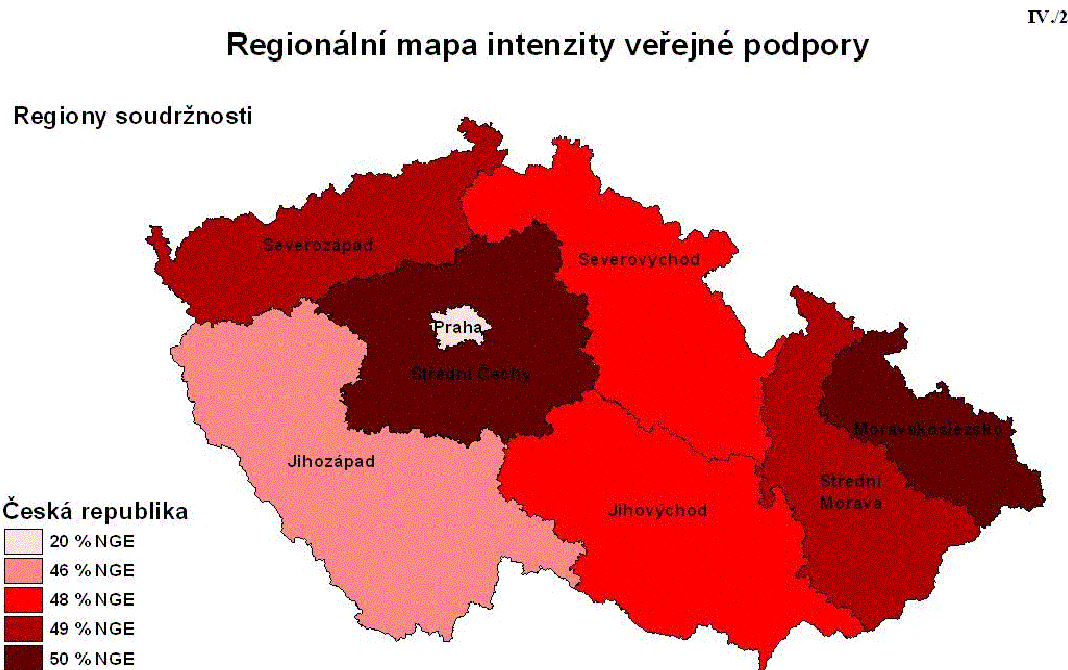 IV./2
Regionální mapa intenzity veřejné podpory
Regiony soudržnosti
Severozápad
Severovýchod
Praha
Střední Čechy
Moravskoslezsko
Jihozápad
Střední
Morava
Jihovýchod
Česká republika
20 % NGE
46 % NGE
48 % NGE
49 % NGE
50 % NGE